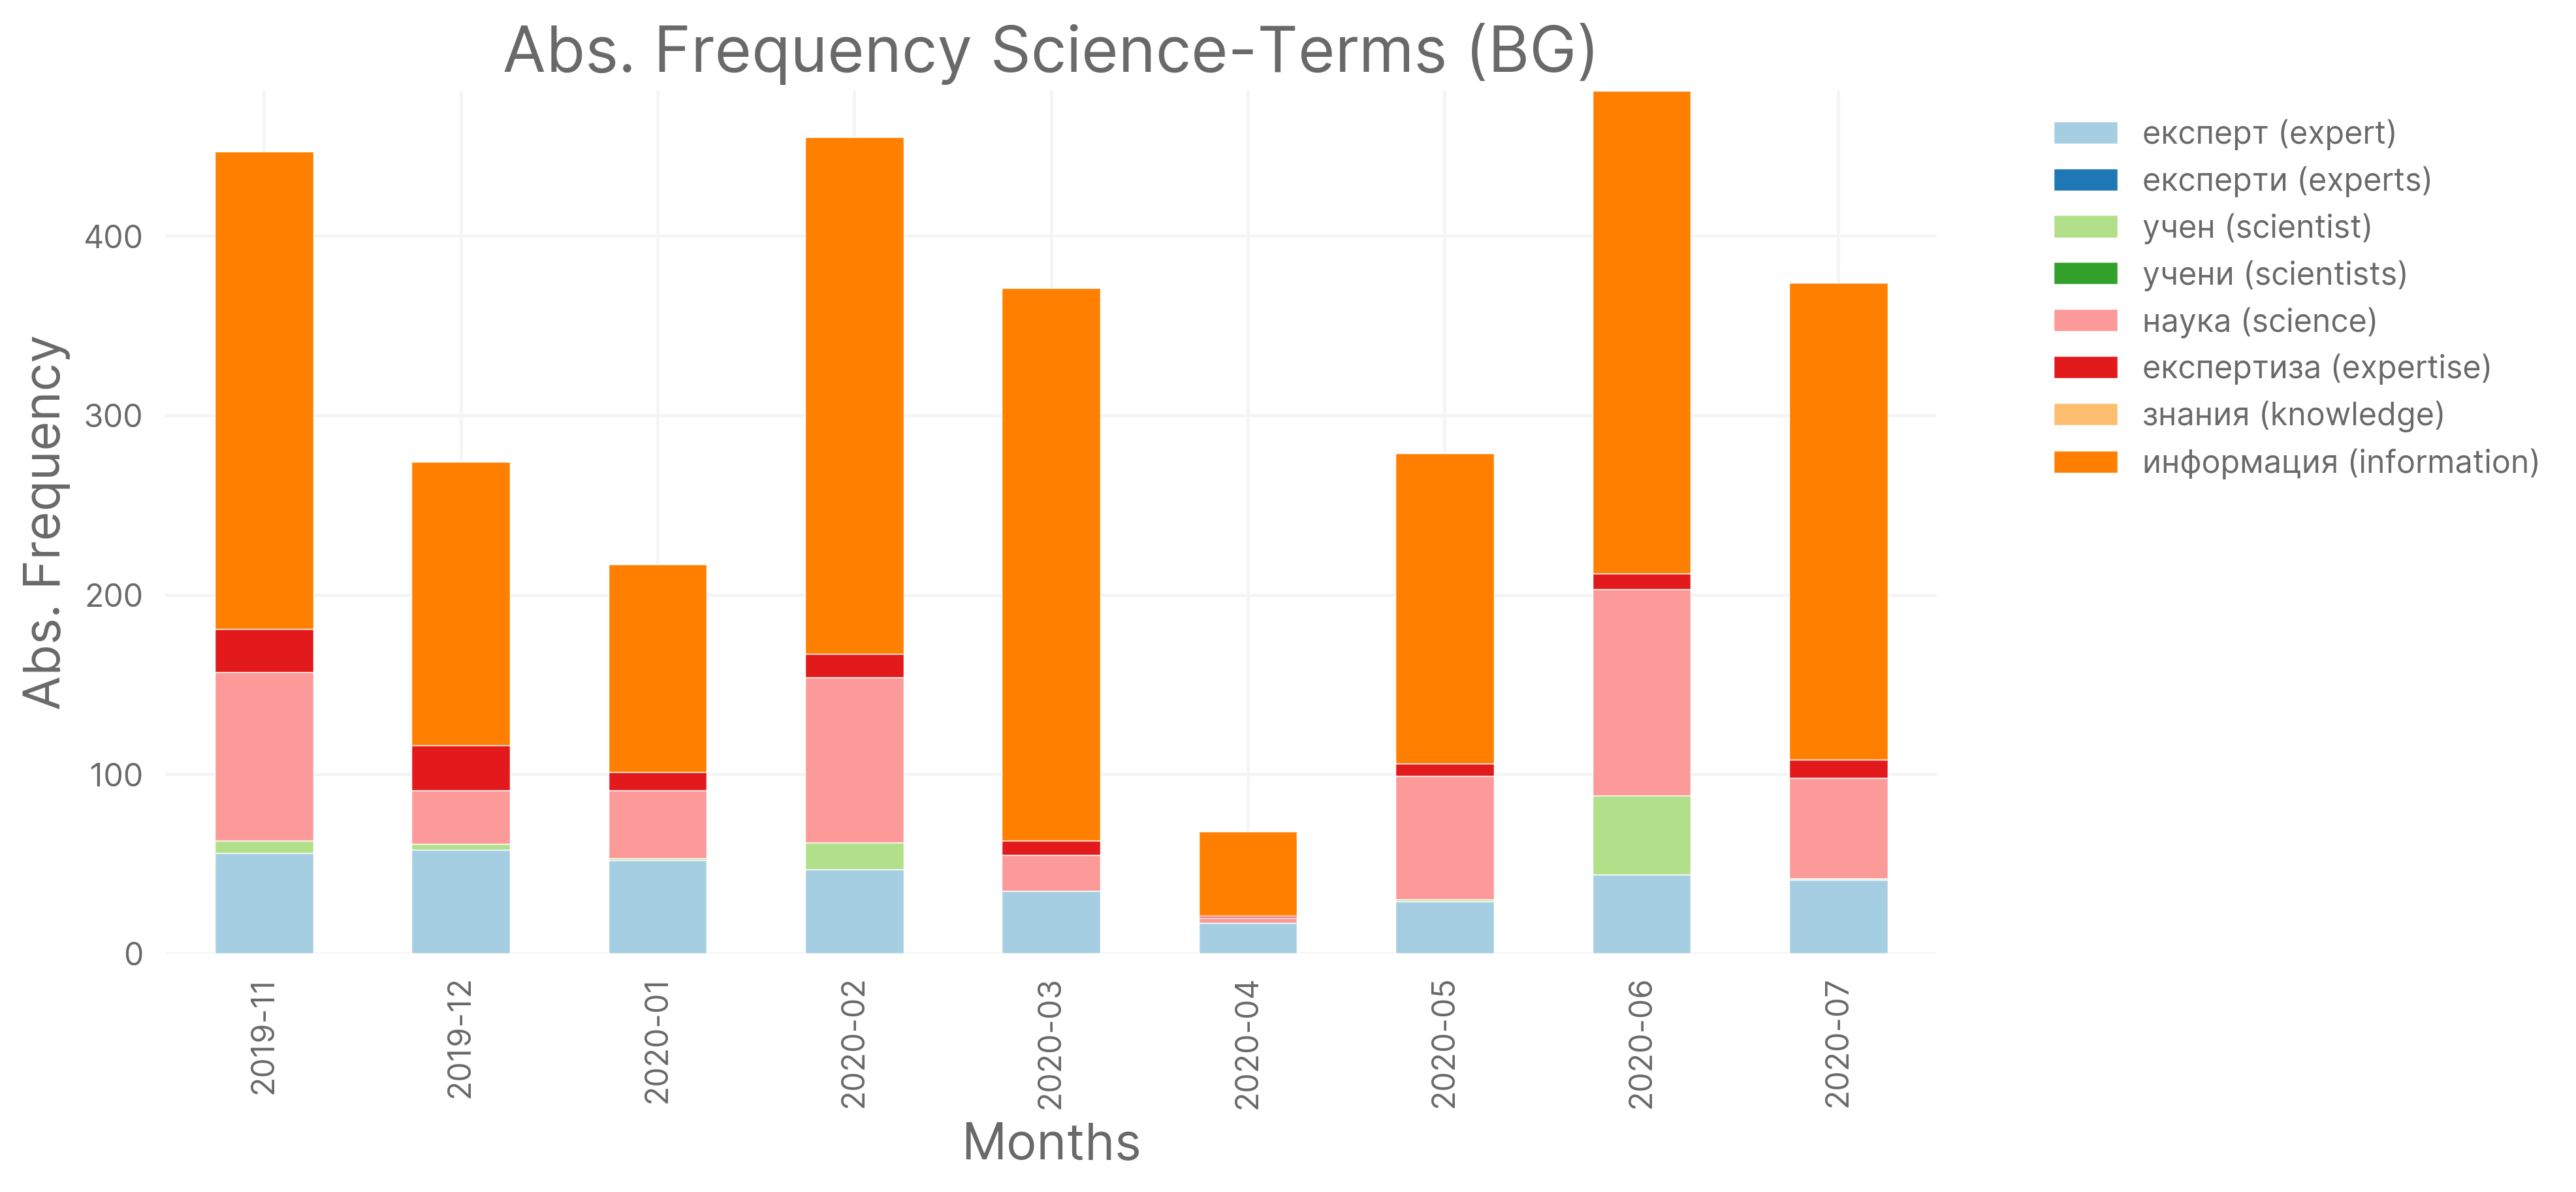 Abs. Frequency Science-Terms (BG)
Abs. Frequency
400
300
200
100
0
2019-11
2019-12
2020-01
2020-02
2020-03
2020-04
2020-05
2020-06
2020-07
Months
експерт (expert)
експерти (experts)
учен (scientist)
учени (scientists)
наука (science)
експертиза (expertise)
знания (knowledge)
информация (information)